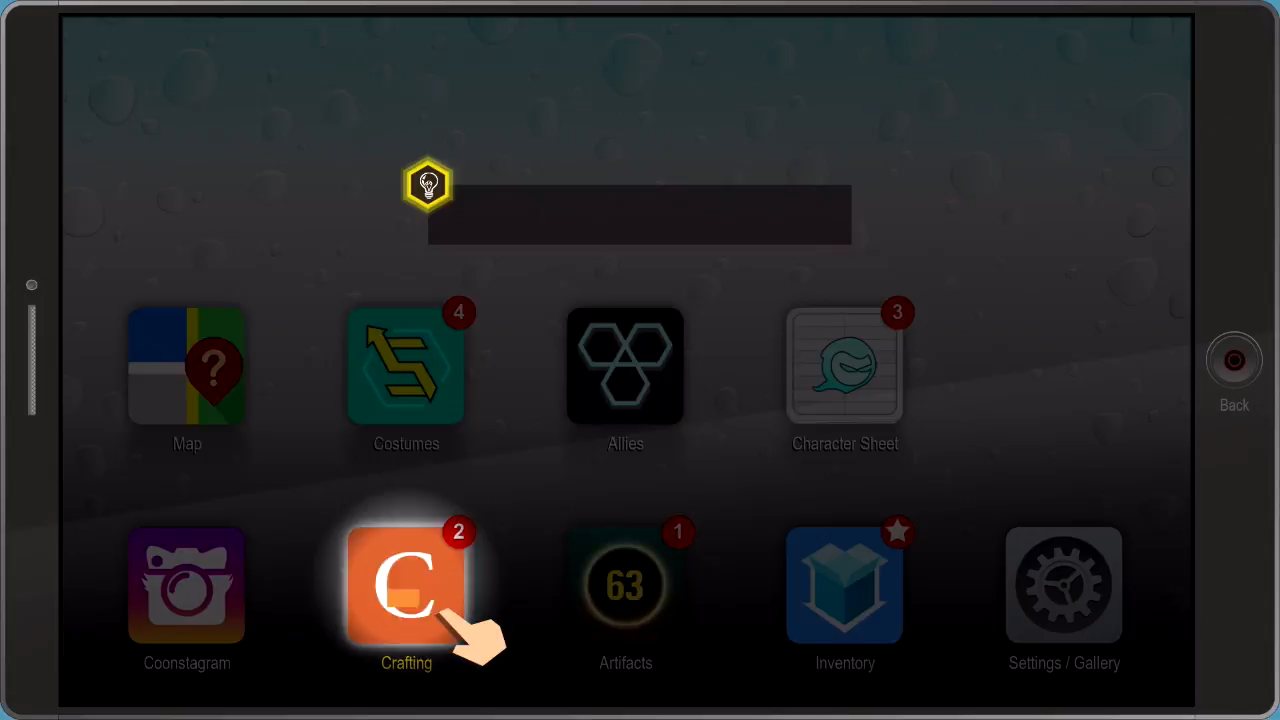 4
3
?
Back
Map
Costumes
Allies
Character Sheet
2
1
C
63
Coonstagram
Crafting
Artifacts
Inventory
Settings / Gallery